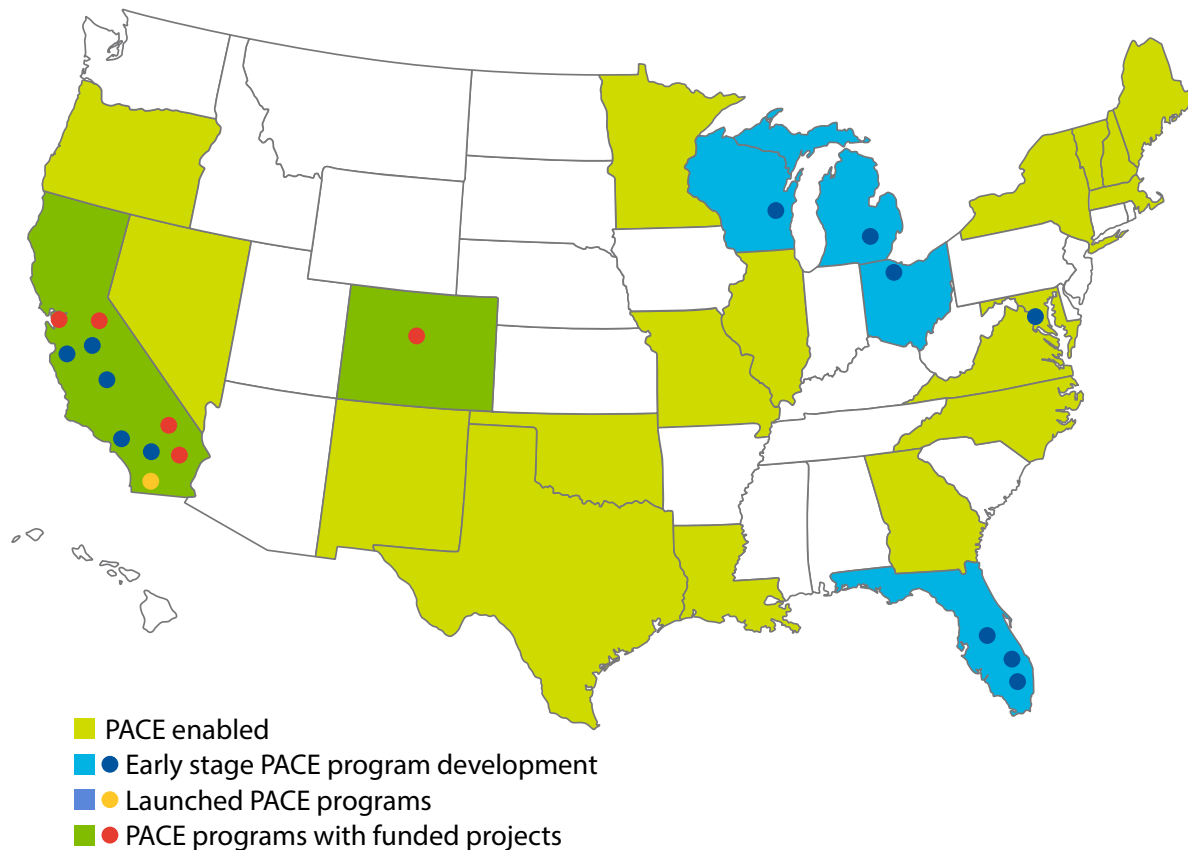 PACE enabled
Early stage PACE program development
Launched PACE programs
PACE programs with funded projects